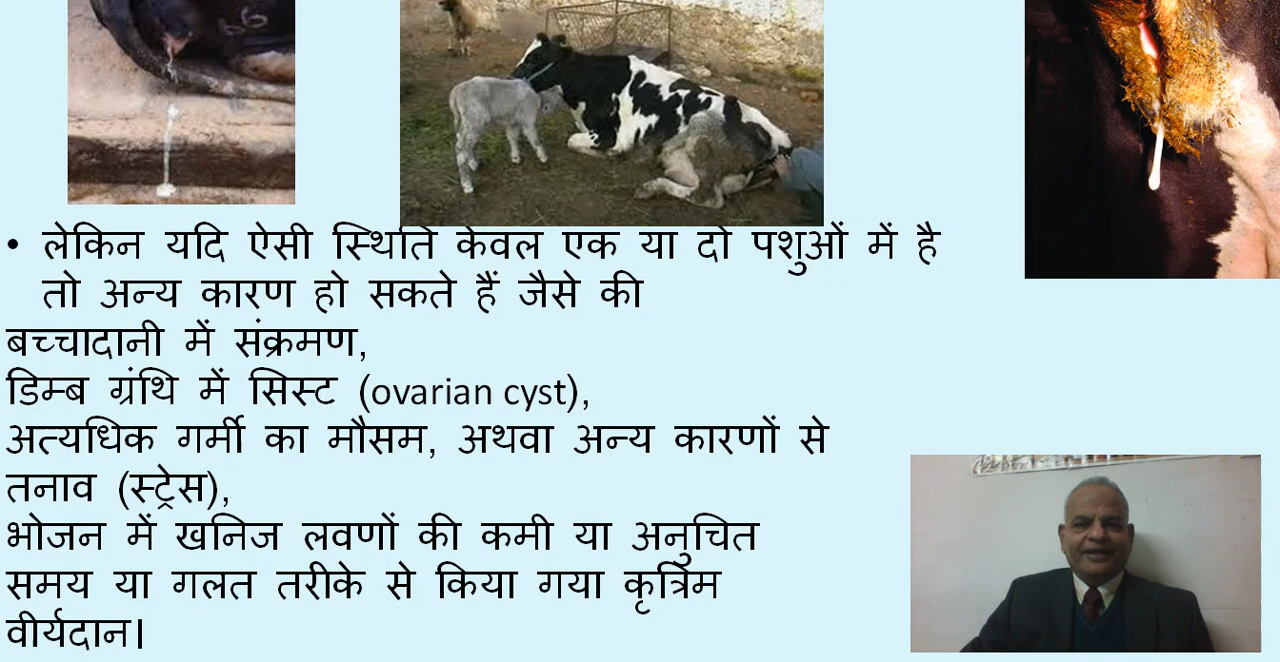 • लेकिन यदि ऐसी स्थिति केवल एक या दो पशुओं में है
तो अन्य कारण हो सकते हैं जैसे की
बच्चादानी में संक्रमण,
डिम्ब ग्रंथि में सिस्ट (ovarian cyst),
अत्यधिक गर्मी का मौसम, अथवा अन्य कारणों से
तनाव (स्ट्रेस),
भोजन में खनिज लवणों की कमी या अनुचित
समय या गलत तरीके से किया गया कृत्रिम
वीर्यदान।